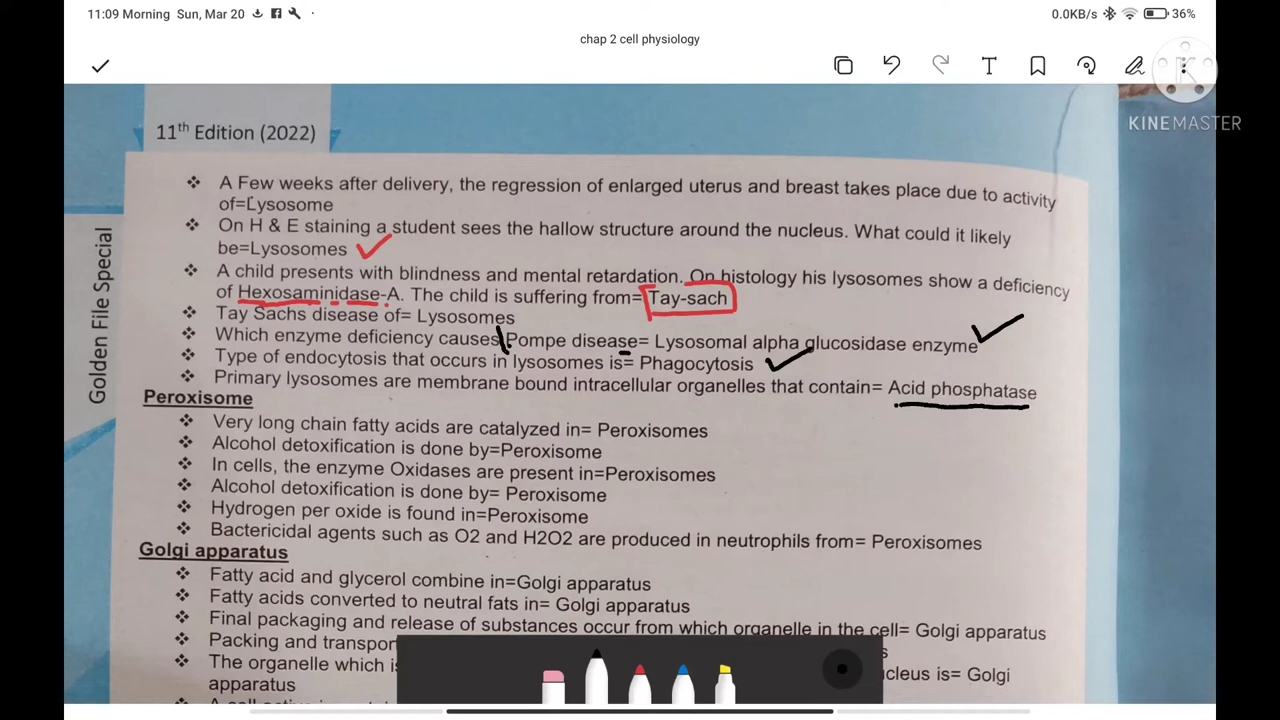 11:09 Morning Sun, Mar 20
0.0KB/s 36%
chap 2 cell physiology
KINEMASTER
11th Edition (2022)
Golden File Special
❖ A Few weeks after delivery, the regression of enlarged uterus and breast takes place due to activity
of=Lysosome
❖ On H & E staining a student sees the hallow structure around the nucleus. What could it likely
be=Lysosomes
❖ A child presents with blindness and mental retardation. On histology his lysosomes show a deficiency
of Hexosaminidase-A. The child is suffering from= Tay-sach
❖ Tay Sachs disease of= Lysosomes
❖ Which enzyme deficiency causes Pompe disease= Lysosomal alpha glucosidase enzyme
❖ Type of endocytosis that occurs in lysosomes is= Phagocytosis
❖ Primary lysosomes are membrane bound intracellular organelles that contain= Acid phosphatase
Peroxisome
❖ Very long chain fatty acids are catalyzed in= Peroxisomes
❖ Alcohol detoxification is done by=Peroxisome
❖ In cells, the enzyme Oxidases are present in=Peroxisomes
❖ Alcohol detoxification is done by= Peroxisome
❖ Hydrogen per oxide is found in=Peroxisome
❖ Bactericidal agents such as O2 and H2O2 are produced in neutrophils from= Peroxisomes
Golgi apparatus
❖ Fatty acid and glycerol combine in=Golgi apparatus
❖ Fatty acids converted to neutral fats in= Golgi apparatus
❖ Final packaging and release of substances occur from which organelle in the cell= Golgi apparatus
❖ Packing and transpor
❖ The organelle which is cleus is= Golgi
apparatus